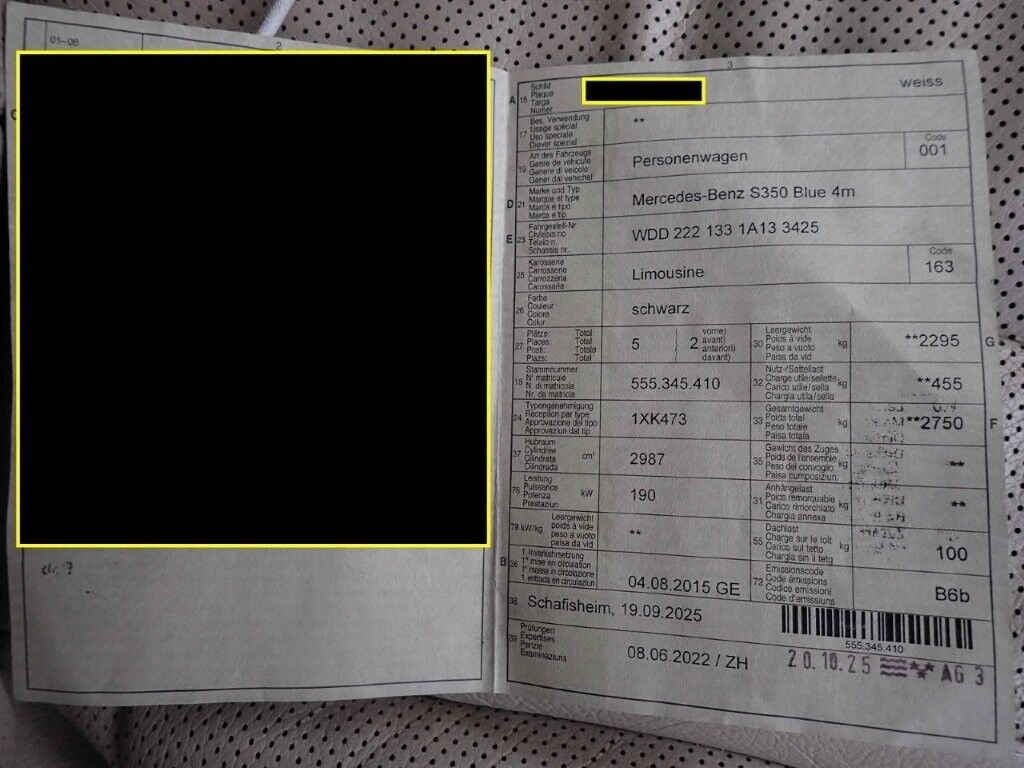 01-06
2
3
A 15 Schild
Plaque
Targa
Numer
weiss
17 Bes. Verwendung
Usage spécial
Uso speciale
Diever spezial
**
19 Art des Fahrzeugs
Genre de véhicule
Genere di veicolo
Gener dal vehichel
Personenwagen
Code
001
D 21 Marke und Typ
Marque et type
Marca e tipo
Marca e tip
Mercedes-Benz S350 Blue 4m
E 23 Fahrgestell-Nr.
Châssis no
Telaio n.
Schassis nr.
WDD 222 133 1A13 3425
25 Karosserie
Carrosserie
Carrozzeria
Carossaria
Limousine
Code
163
26 Farbe
Couleur
Colore
Colur
schwarz
27 Plätze: Total
Places: Total
Posti: Totale
Plazs: Total
5
2 vorne)
avant)
anteriori)
davant)
30 Leergewicht
Poids à vide
Peso a vuoto
Paisa da vid
kg
**2295
G
18 Stammnummer
N° matricule
N. di matricola
Nr. da matricla
555.345.410
32 Nutz-/Sattellast
Charge utile/sellette
Carico utile/sella
Chargia utila/sella
kg
**455
24 Typengenehmigung
Réception par type
Approvazione del tipo
Approvaziun dal tip
1XK473
33 Gesamtgewicht
Poids total
Peso totale
Paisa totala
kg
**2750
F
37 Hubraum
Cylindrée
Cilindrata
Cilindrada
cm³
2987
35 Gewicht des Zuges
Poids de l'ensemble
Peso del convoglio
Paisa cumposiziun
kg
**
76 Leistung
Puissance
Potenza
Prestaziun
kW
190
31 Anhängelast
Poids remorquable
Carico rimorchiato
Chargia annexa
kg
**
78 kW/kg Leergewicht
poids à vide
peso a vuoto
paisa da vid
**
55 Dachlast
Charge sur le toit
Carico sul tetto
Chargia sin il tetg
kg
100
B 36 1. Inverkehrsetzung
1re mise en circulation
1a messa in circolazione
1. entrada en circulaziun
04.08.2015 GE
72 Emissionscode
Code émissions
Codice emissioni
Code d'emissiuns
B6b
38 Schafisheim, 19.09.2025
555.345.410
39 Prüfungen
Expertises
Perizie
Examinaziuns
08.06.2022 / ZH
20.10.25 ** AG 3